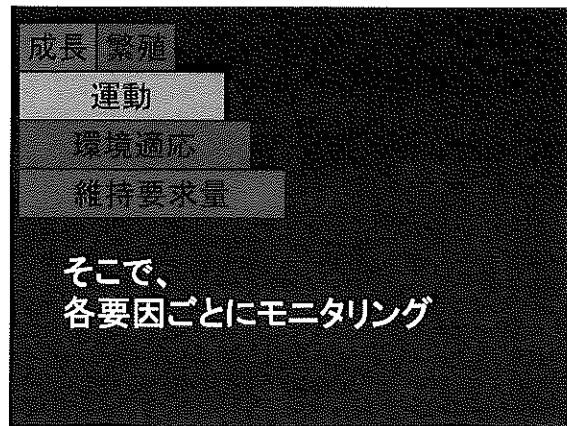 成長 繁殖
運動
環境適応
維持要求量
そこで、
各要因ごとにモニタリング